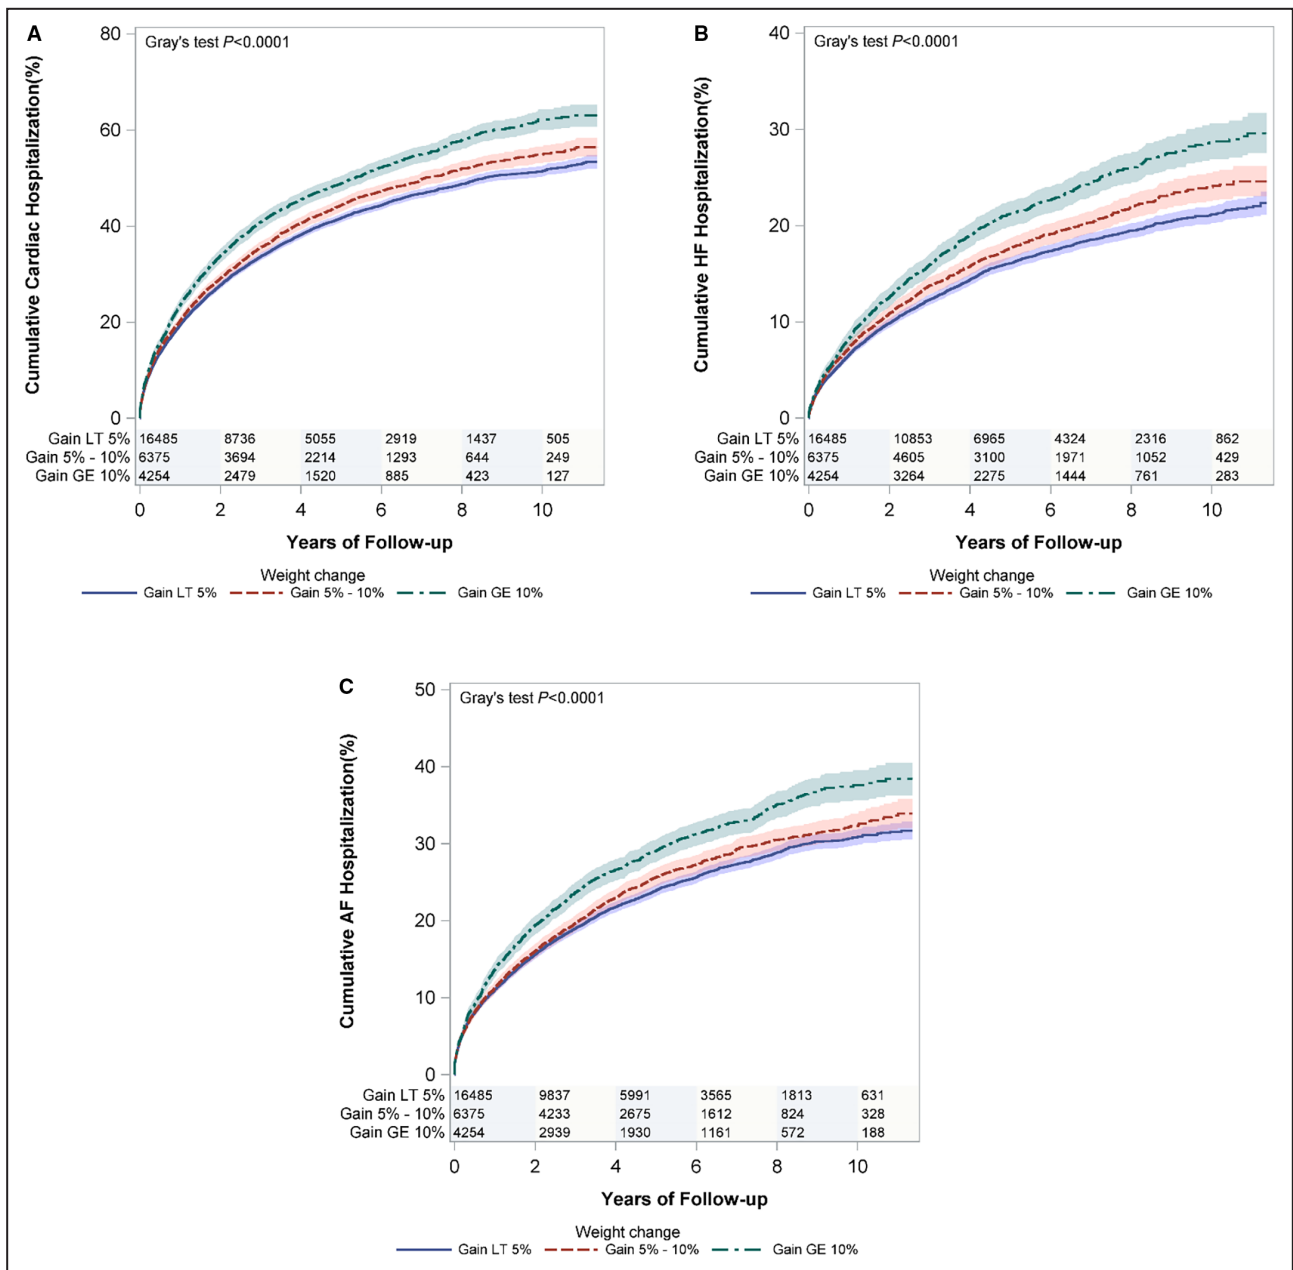 A
Gray's test P<0.0001
Cumulative Cardiac Hospitalization(%)
80
60
40
20
0
Gain LT 5% 16485 8736 5055 2919 1437 505
Gain 5% - 10% 6375 3694 2214 1293 644 249
Gain GE 10% 4254 2479 1520 885 423 127
0 2 4 6 8 10
Years of Follow-up
Weight change
Gain LT 5% Gain 5% - 10% Gain GE 10%
B
Gray's test P<0.0001
Cumulative HF Hospitalization(%)
40
30
20
10
0
Gain LT 5% 16485 10853 6965 4324 2316 862
Gain 5% - 10% 6375 4605 3100 1971 1052 429
Gain GE 10% 4254 3264 2275 1444 761 283
0 2 4 6 8 10
Years of Follow-up
Weight change
Gain LT 5% Gain 5% - 10% Gain GE 10%
C
Gray's test P<0.0001
Cumulative AF Hospitalization(%)
50
40
30
20
10
0
Gain LT 5% 16485 9837 5991 3565 1813 631
Gain 5% - 10% 6375 4233 2675 1612 824 328
Gain GE 10% 4254 2939 1930 1161 572 188
0 2 4 6 8 10
Years of Follow-up
Weight change
Gain LT 5% Gain 5% - 10% Gain GE 10%